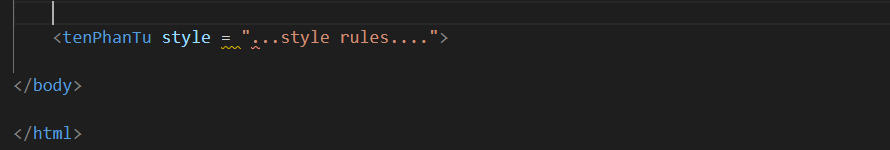 <tenPhanTu style = "...style rules....">
</body>
</html>